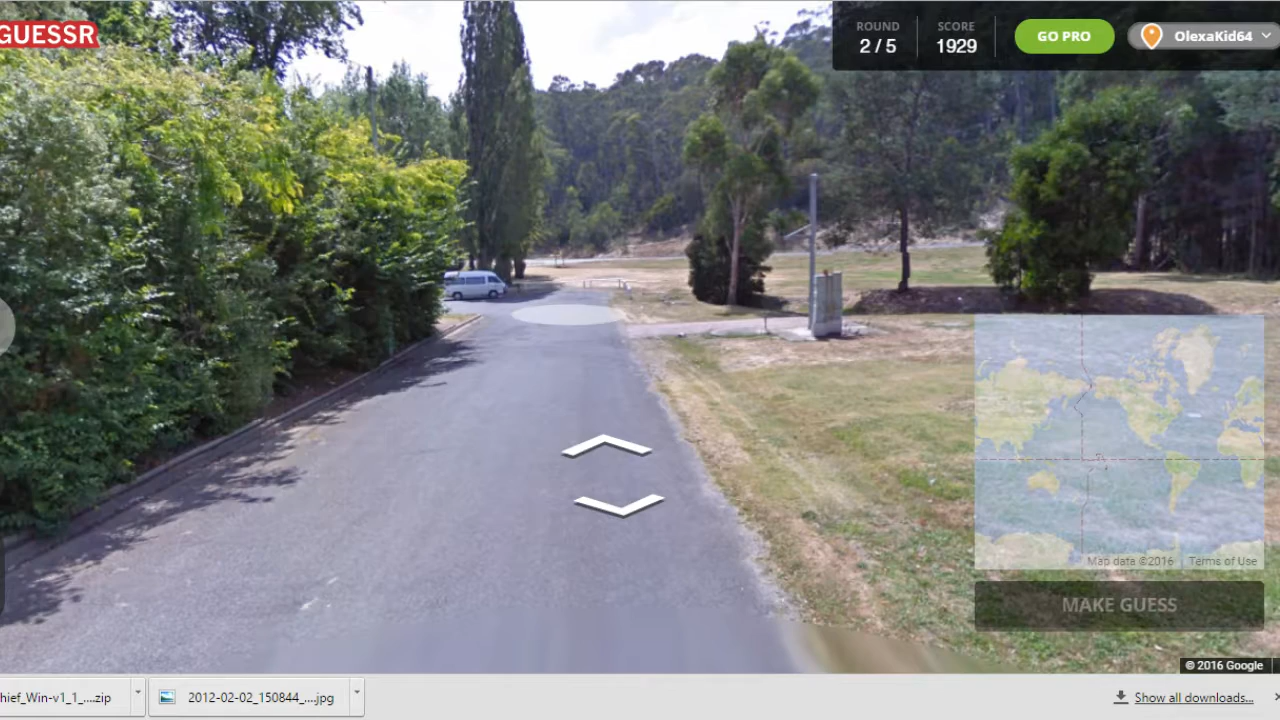 GUESSR
ROUND
2 / 5
SCORE
1929
GO PRO
OlexaKid64
Map data ©2016
Terms of Use
MAKE GUESS
© 2016 Google
hief_Win-v1_1_....zip
2012-02-02_150844_....jpg
Show all downloads...